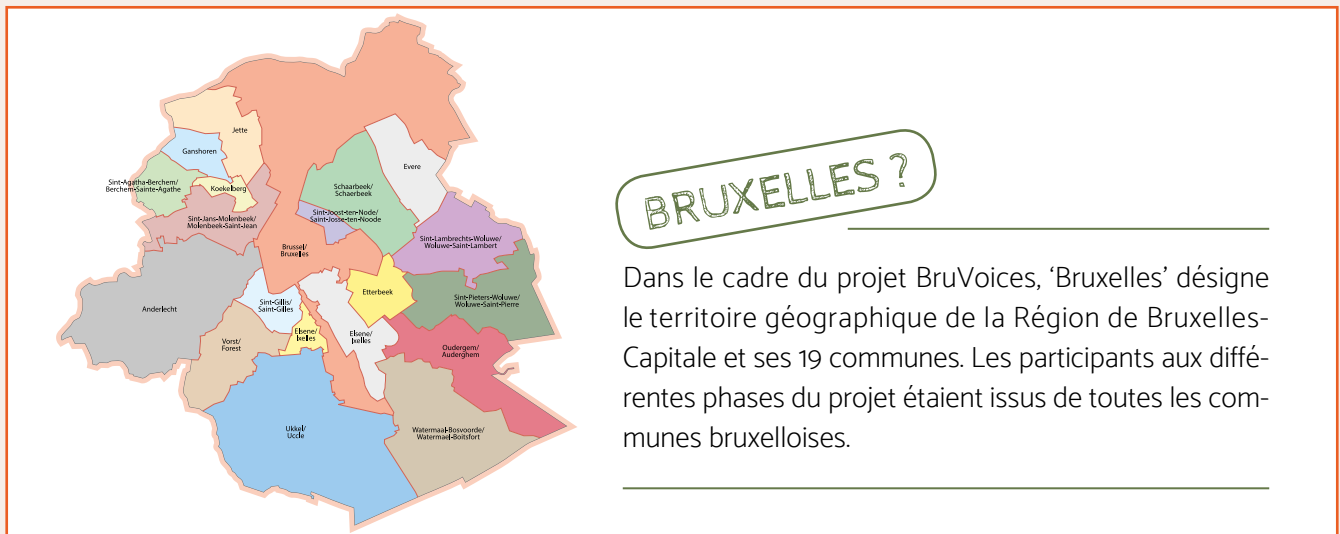 Jette
Ganshoren
Evere
Sint-Agatha-Berchem/
Berchem-Sainte-Agathe
Koekelberg
Schaarbeek/
Schaerbeek
Sint-Jans-Molenbeek/
Molenbeek-Saint-Jean
Sint-Joost-ten-Node/
Saint-Josse-ten-Noode
Sint-Lambrechts-Woluwe/
Woluwe-Saint-Lambert
Brussel/
Bruxelles
Anderlecht
Sint-Gillis/
Saint-Gilles
Etterbeek
Sint-Pieters-Woluwe/
Woluwe-Saint-Pierre
Elsene/
Ixelles
Elsene/
Ixelles
Vorst/
Forest
Oudergem/
Auderghem
Ukkel/
Uccle
Watermaal-Bosvoorde/
Watermael-Boitsfort
BRUXELLES ?
Dans le cadre du projet BruVoices, ‘Bruxelles’ désigne
le territoire géographique de la Région de Bruxelles-
Capitale et ses 19 communes. Les participants aux diffé-
rentes phases du projet étaient issus de toutes les com-
munes bruxelloises.